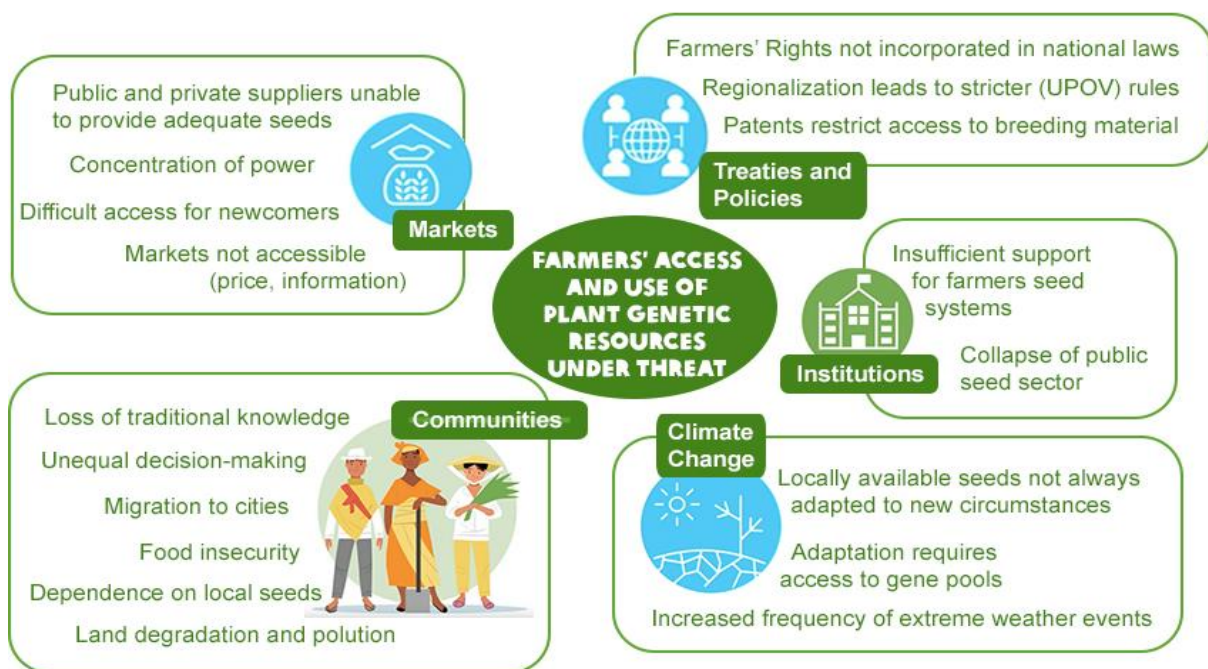 Public and private suppliers unable
to provide adequate seeds
Concentration of power
Difficult access for newcomers
Markets not accessible
(price, information)
Markets
Farmers' Rights not incorporated in national laws
Regionalization leads to stricter (UPOV) rules
Patents restrict access to breeding material
Treaties and
Policies
FARMERS' ACCESS
AND USE OF
PLANT GENETIC
RESOURCES
UNDER THREAT
Insufficient support
for farmers seed
systems
Collapse of public
seed sector
Institutions
Communities
Loss of traditional knowledge
Unequal decision-making
Migration to cities
Food insecurity
Dependence on local seeds
Land degradation and polution
Climate
Change
Locally available seeds not always
adapted to new circumstances
Adaptation requires
access to gene pools
Increased frequency of extreme weather events